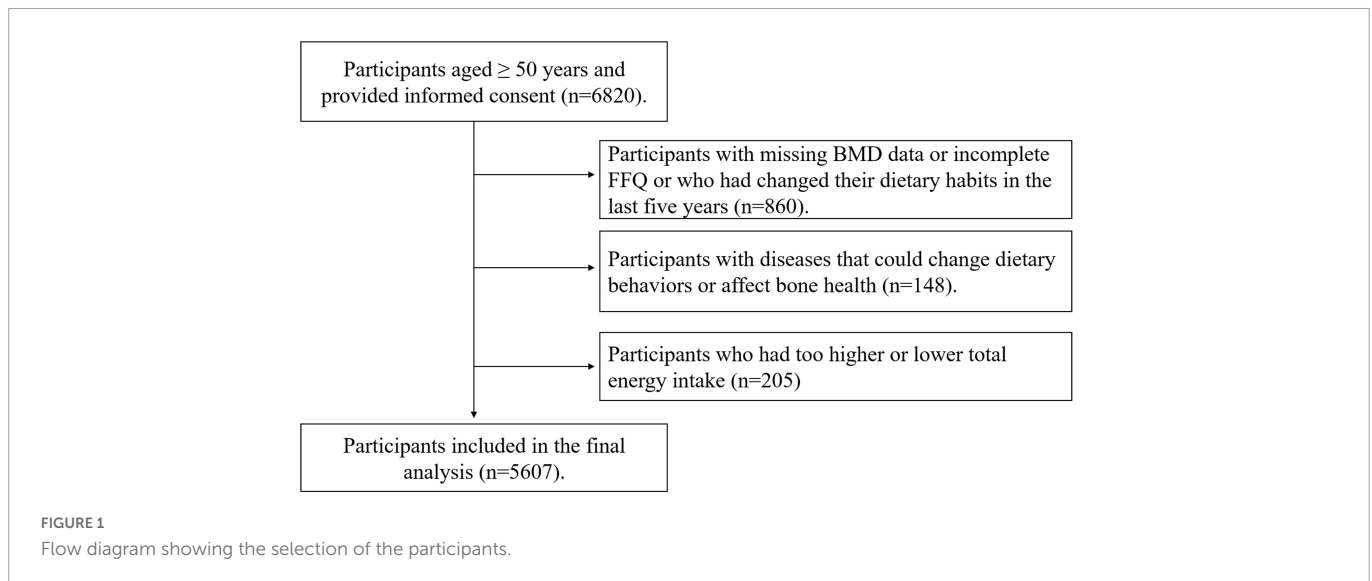 Participants aged ≥ 50 years and
provided informed consent (n=6820).
Participants with missing BMD data or incomplete
FFQ or who had changed their dietary habits in the
last five years (n=860).
Participants with diseases that could change dietary
behaviors or affect bone health (n=148).
Participants who had too higher or lower total
energy intake (n=205)
Participants included in the final
analysis (n=5607).
FIGURE 1
Flow diagram showing the selection of the participants.